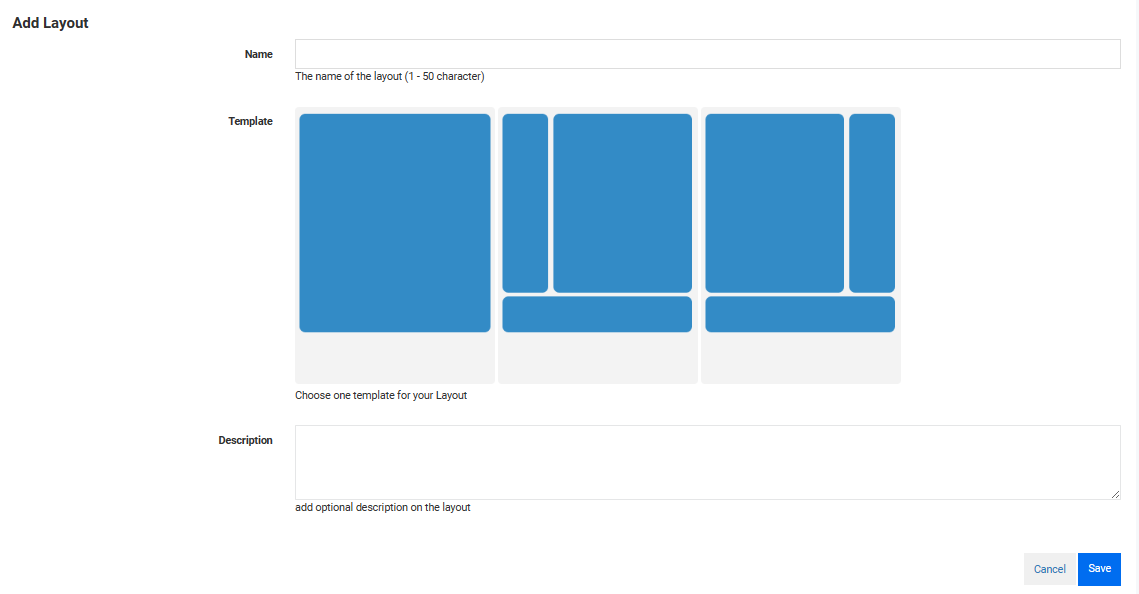 Add Layout
Name
The name of the layout (1 - 50 character)
Template
Choose one template for your Layout
Description
add optional description on the layout
Cancel
Save